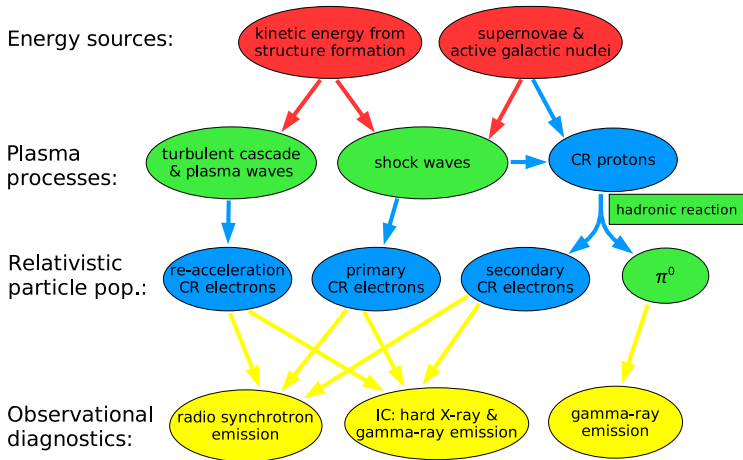 Energy sources:
kinetic energy from
structure formation
supernovae &
active galactic nuclei
Plasma
processes:
turbulent cascade
& plasma waves
shock waves
CR protons
hadronic reaction
Relativistic
particle pop.:
re-acceleration
CR electrons
primary
CR electrons
secondary
CR electrons
π⁰
Observational
diagnostics:
radio synchrotron
emission
IC: hard X-ray &
gamma-ray emission
gamma-ray
emission